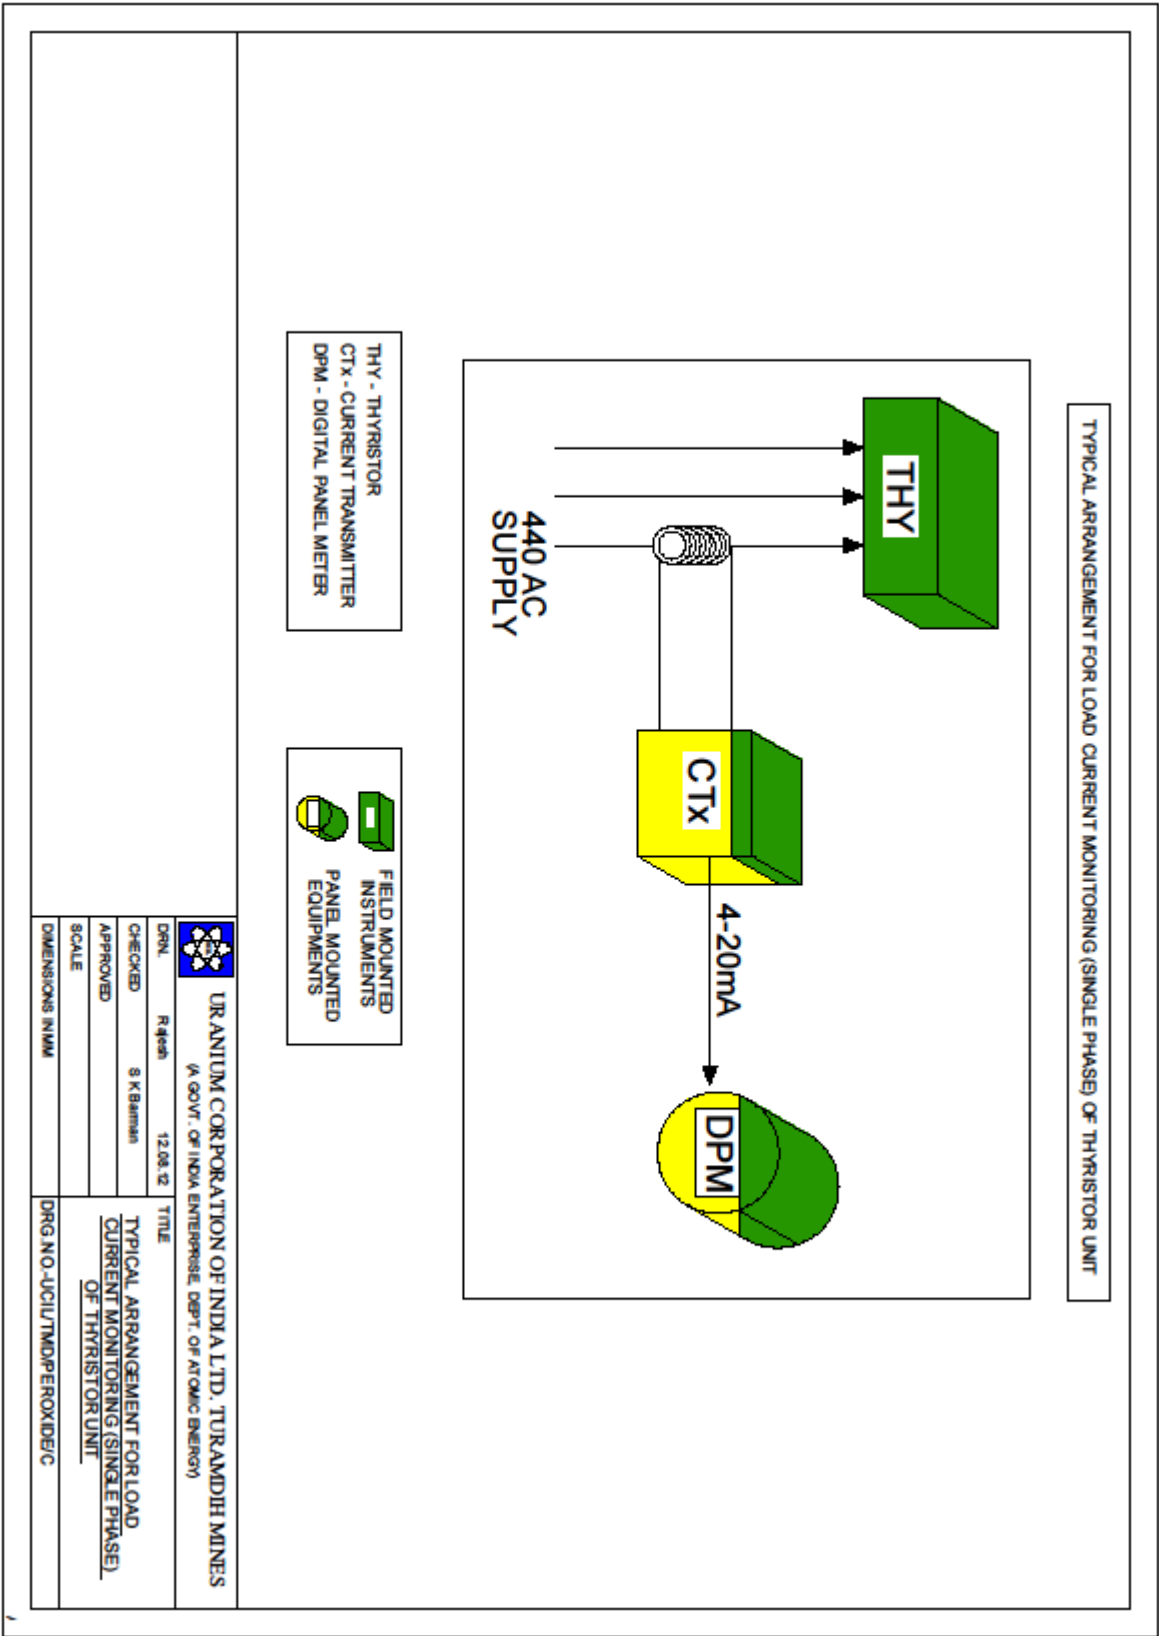 TYPICAL ARRANGEMENT FOR LOAD CURRENT MONITORING (SINGLE PHASE) OF THYRISTOR UNIT
THY
440 AC
SUPPLY
CTx
4-20mA
DPM
THY - THYRISTOR
CTx - CURRENT TRANSMITTER
DPM - DIGITAL PANEL METER
FIELD MOUNTED
INSTRUMENTS
PANEL MOUNTED
EQUIPMENTS
URANIUM CORPORATION OF INDIA LTD. TURAMDIH MINES
(A GOVT. OF INDIA ENTERPRISE, DEPT. OF ATOMIC ENERGY)
DRN. Rajesh 12.08.12
CHECKED S K Barman
APPROVED
SCALE
DIMENSIONS IN MM
TITLE
TYPICAL ARRANGEMENT FOR LOAD
CURRENT MONITORING (SINGLE PHASE)
OF THYRISTOR UNIT
DRG.NO.-UCIL/TMD/PEROXIDE/C